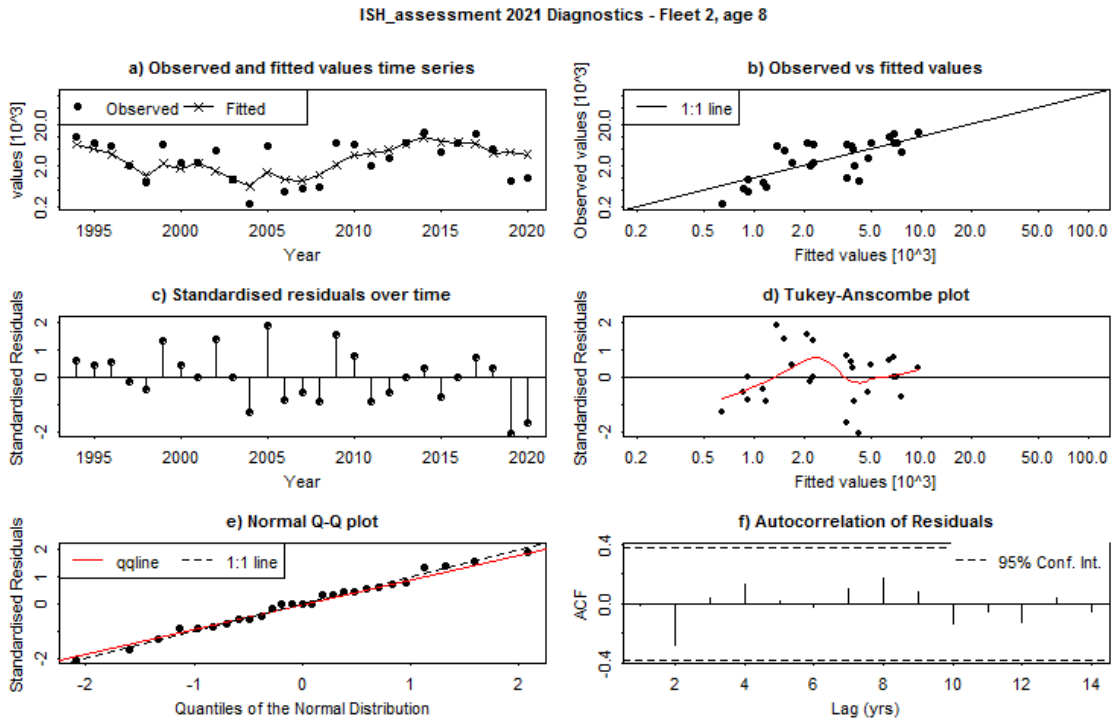 ISH_assessment 2021 Diagnostics - Fleet 2, age 8
a) Observed and fitted values time series
values [10^3]
20.0
2.0
0.2
Observed
Fitted
1995 2000 2005 2010 2015 2020
Year
b) Observed vs fitted values
Observed values [10^3]
20.0
2.0
0.2
1:1 line
0.2 0.5 1.0 2.0 5.0 10.0 20.0 50.0 100.0
Fitted values [10^3]
c) Standardised residuals over time
Standardised Residuals
2
1
0
-2
1995 2000 2005 2010 2015 2020
Year
d) Tukey-Anscombe plot
Standardised Residuals
2
1
0
-2
0.2 0.5 1.0 2.0 5.0 10.0 20.0 50.0 100.0
Fitted values [10^3]
e) Normal Q-Q plot
Standardised Residuals
2
1
0
-2
qqline
1:1 line
-2 -1 0 1 2
Quantiles of the Normal Distribution
f) Autocorrelation of Residuals
ACF
0.4
0.0
-0.4
95% Conf. Int.
2 4 6 8 10 12 14
Lag (yrs)